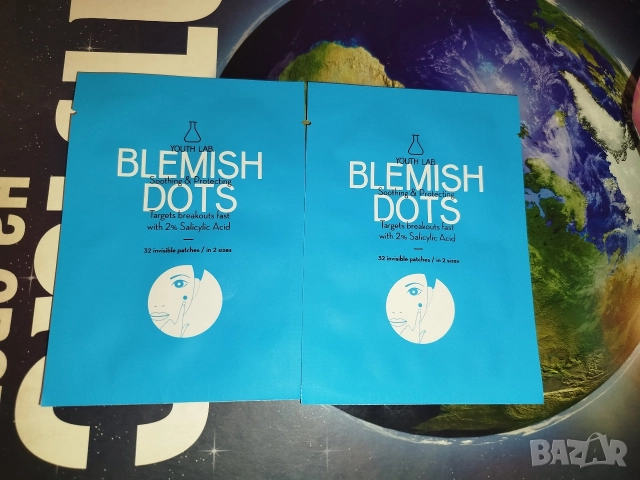 YOUTH LAB.
BLEMISH
Soothing & Protecting
DOTS
Targets breakouts fast
with 2% Salicylic Acid
32 invisible patches / in 2 sizes
YOUTH LAB.
BLEMISH
Soothing & Protecting
DOTS
Targets breakouts fast
with 2% Salicylic Acid
32 invisible patches / in 2 sizes
BAZAR